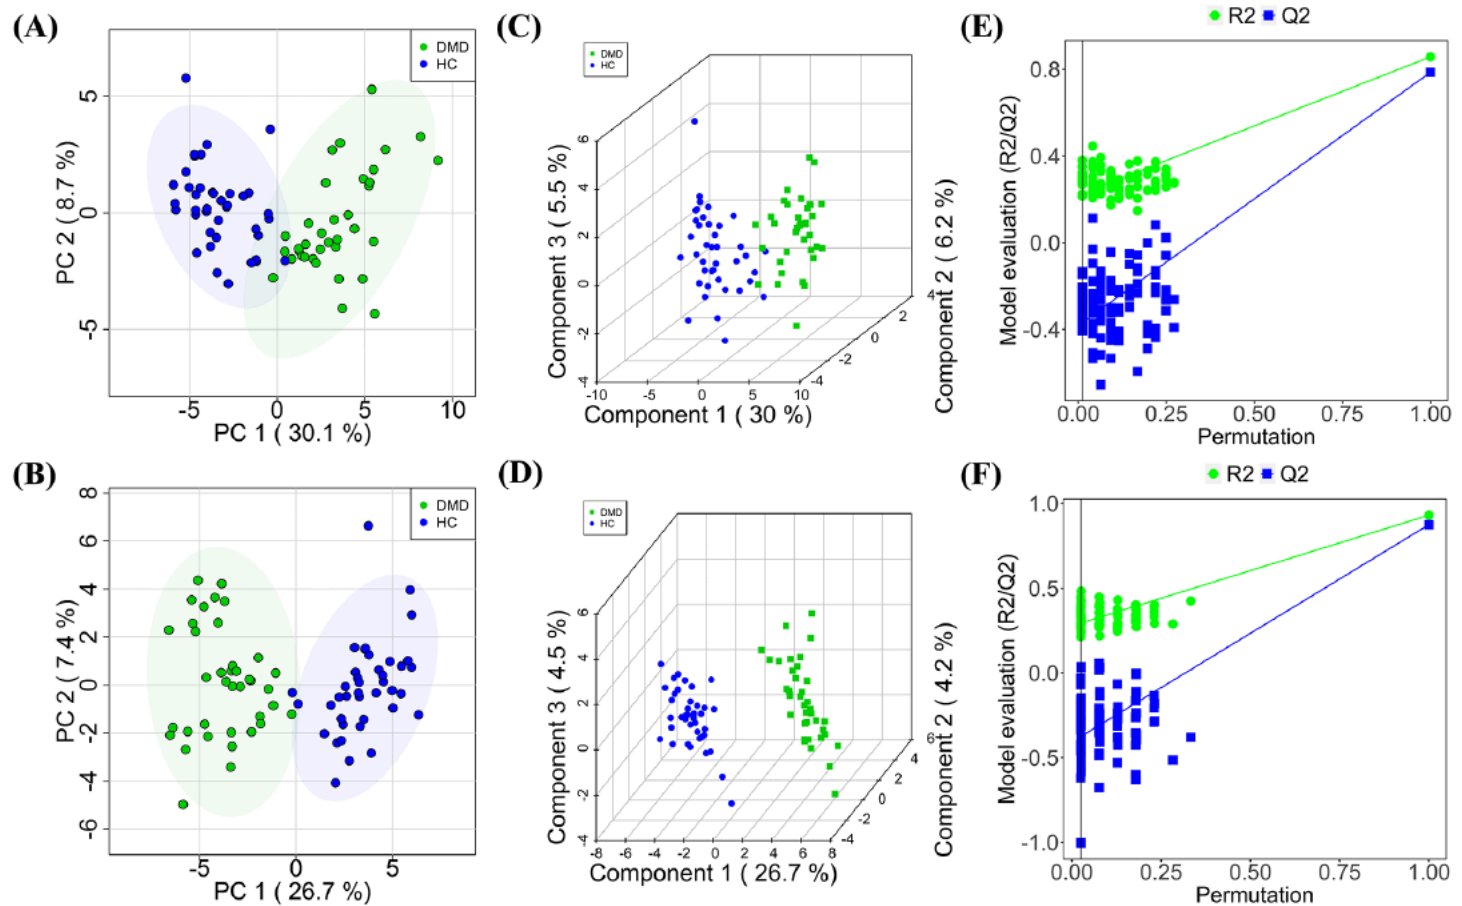 (A)
DMD
HC
5
0
-5
PC 2 ( 8.7 %)
-5
0
5
10
PC 1 ( 30.1 %)
(C)
DMD
HC
6
4
2
0
-2
-4
Component 3 ( 5.5 %)
-10
-5
0
5
10
Component 1 ( 30 %)
-4
-2
0
2
4
Component 2 ( 6.2 %)
(E)
R2 Q2
0.8
0.4
0.0
-0.4
Model evaluation (R2/Q2)
0.00
0.25
0.50
0.75
1.00
Permutation
(B)
DMD
HC
8
6
4
2
0
-2
-4
-6
PC 2 ( 7.4 %)
-5
0
5
PC 1 ( 26.7 %)
(D)
DMD
HC
6
4
2
0
-2
-4
Component 3 ( 4.5 %)
-8
-6
-4
-2
0
2
4
6
8
Component 1 ( 26.7 %)
-4
-2
0
2
4
6
Component 2 ( 4.2 %)
(F)
R2 Q2
1.0
0.5
0.0
-0.5
-1.0
Model evaluation (R2/Q2)
0.00
0.25
0.50
0.75
1.00
Permutation